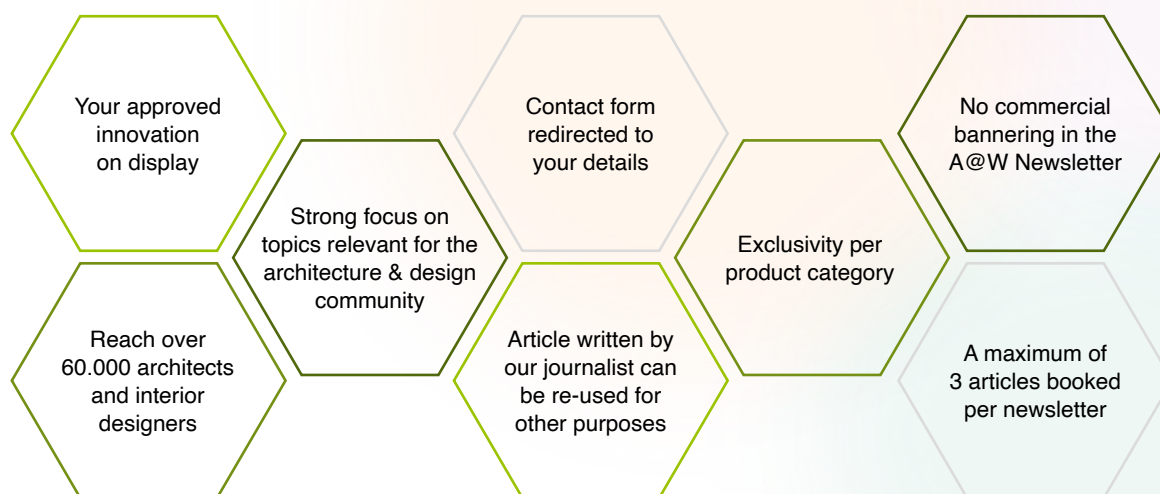 Your approved
innovation
on display
Contact form
redirected to
your details
No commercial
bannering in the
A@W Newsletter
Strong focus on
topics relevant for the
architecture & design
community
Exclusivity per
product category
Reach over
60.000 architects
and interior
designers
Article written by
our journalist can
be re-used for
other purposes
A maximum of
3 articles booked
per newsletter